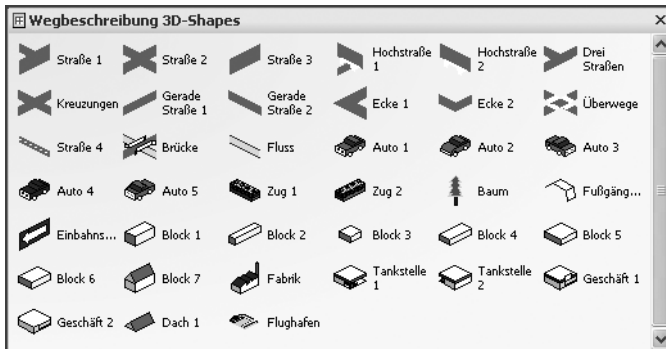 Wegbeschreibung 3D-Shapes
Straße 1
Straße 2
Straße 3
Hochstraße
1
Hochstraße
2
Drei
Straßen
Kreuzungen
Gerade
Straße 1
Gerade
Straße 2
Ecke 1
Ecke 2
Überwege
Straße 4
Brücke
Fluss
Auto 1
Auto 2
Auto 3
Auto 4
Auto 5
Zug 1
Zug 2
Baum
Fußgäng...
Einbahns...
Block 1
Block 2
Block 3
Block 4
Block 5
Block 6
Block 7
Fabrik
Tankstelle
1
Tankstelle
2
Geschäft 1
Geschäft 2
Dach 1
Flughafen